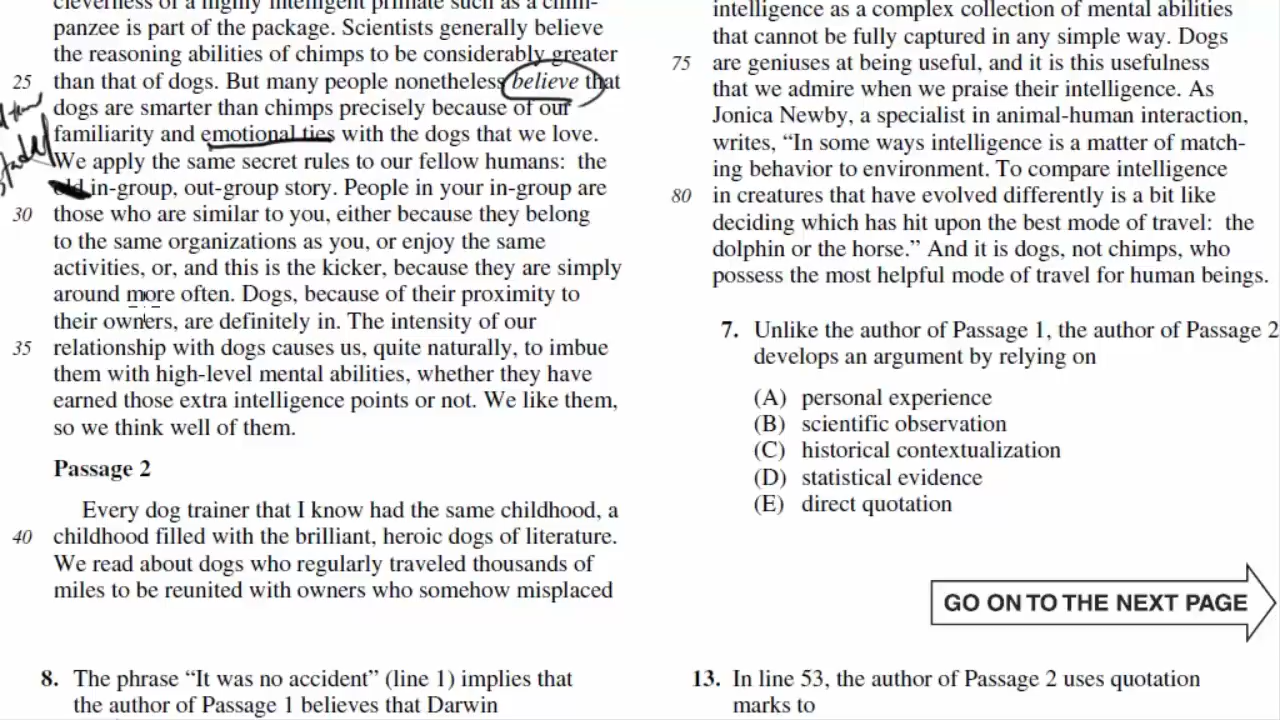 cleverness of a highly intelligent primate such as a chim-
panzee is part of the package. Scientists generally believe
the reasoning abilities of chimps to be considerably greater
25 than that of dogs. But many people nonetheless believe that
dogs are smarter than chimps precisely because of our
familiarity and emotional ties with the dogs that we love.
We apply the same secret rules to our fellow humans: the
old in-group, out-group story. People in your in-group are
30 those who are similar to you, either because they belong
to the same organizations as you, or enjoy the same
activities, or, and this is the kicker, because they are simply
around more often. Dogs, because of their proximity to
their owners, are definitely in. The intensity of our
35 relationship with dogs causes us, quite naturally, to imbue
them with high-level mental abilities, whether they have
earned those extra intelligence points or not. We like them,
so we think well of them.
Passage 2
Every dog trainer that I know had the same childhood, a
40 childhood filled with the brilliant, heroic dogs of literature.
We read about dogs who regularly traveled thousands of
miles to be reunited with owners who somehow misplaced
intelligence as a complex collection of mental abilities
that cannot be fully captured in any simple way. Dogs
75 are geniuses at being useful, and it is this usefulness
that we admire when we praise their intelligence. As
Jonica Newby, a specialist in animal-human interaction,
writes, “In some ways intelligence is a matter of match-
ing behavior to environment. To compare intelligence
80 in creatures that have evolved differently is a bit like
deciding which has hit upon the best mode of travel: the
dolphin or the horse.” And it is dogs, not chimps, who
possess the most helpful mode of travel for human beings.
7. Unlike the author of Passage 1, the author of Passage 2
develops an argument by relying on
(A) personal experience
(B) scientific observation
(C) historical contextualization
(D) statistical evidence
(E) direct quotation
GO ON TO THE NEXT PAGE
8. The phrase “It was no accident” (line 1) implies that
the author of Passage 1 believes that Darwin
13. In line 53, the author of Passage 2 uses quotation
marks to